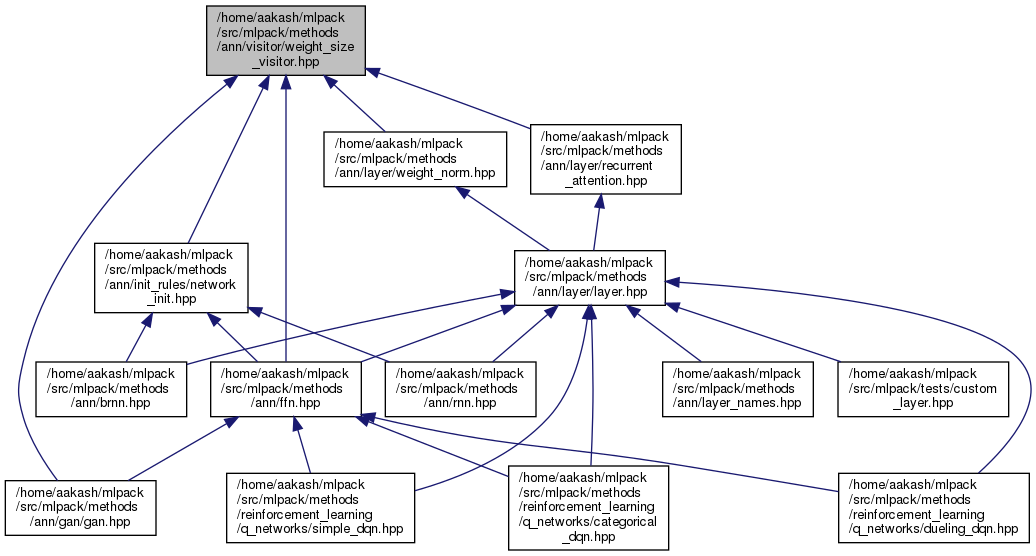 /home/aakash/mlpack
/src/mlpack/methods
/ann/visitor/weight_size
_visitor.hpp
/home/aakash/mlpack
/src/mlpack/methods
/ann/layer/weight_norm.hpp
/home/aakash/mlpack
/src/mlpack/methods
/ann/layer/recurrent
_attention.hpp
/home/aakash/mlpack
/src/mlpack/methods
/ann/init_rules/network
_init.hpp
/home/aakash/mlpack
/src/mlpack/methods
/ann/layer/layer.hpp
/home/aakash/mlpack
/src/mlpack/methods
/ann/brnn.hpp
/home/aakash/mlpack
/src/mlpack/methods
/ann/ffn.hpp
/home/aakash/mlpack
/src/mlpack/methods
/ann/rnn.hpp
/home/aakash/mlpack
/src/mlpack/methods
/ann/layer_names.hpp
/home/aakash/mlpack
/src/mlpack/tests/custom
_layer.hpp
/home/aakash/mlpack
/src/mlpack/methods
/ann/gan/gan.hpp
/home/aakash/mlpack
/src/mlpack/methods
/reinforcement_learning
/q_networks/simple_dqn.hpp
/home/aakash/mlpack
/src/mlpack/methods
/reinforcement_learning
/q_networks/categorical
_dqn.hpp
/home/aakash/mlpack
/src/mlpack/methods
/reinforcement_learning
/q_networks/dueling_dqn.hpp